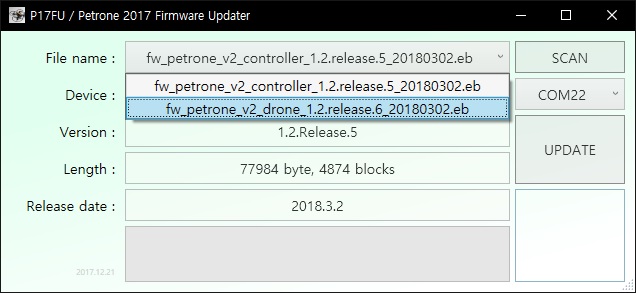 P17FU / Petrone 2017 Firmware Updater
File name : fw_petrone_v2_controller_1.2.release.5_20180302.eb SCAN
fw_petrone_v2_controller_1.2.release.5_20180302.eb
Device : COM22
fw_petrone_v2_drone_1.2.release.6_20180302.eb
Version : 1.2.Release.5 UPDATE
Length : 77984 byte, 4874 blocks
Release date : 2018.3.2
2017.12.21